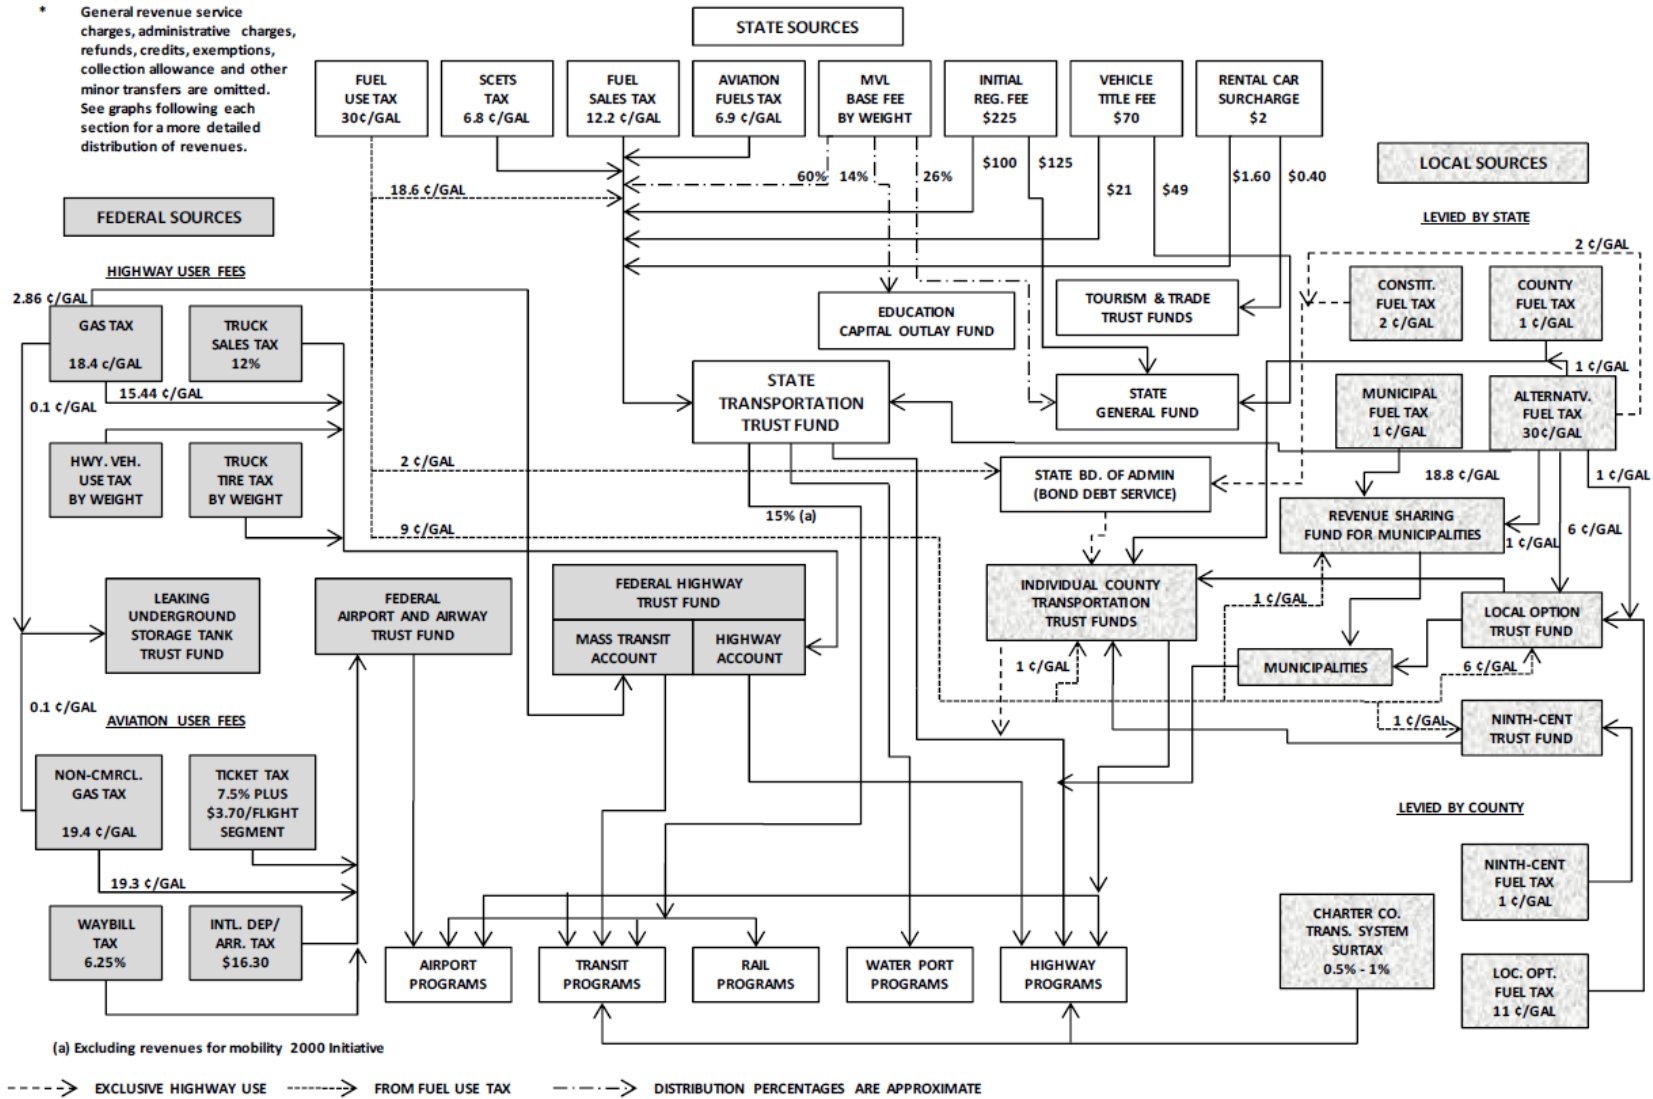 *
General revenue service
charges, administrative charges,
refunds, credits, exemptions,
collection allowance and other
minor transfers are omitted.
See graphs following each
section for a more detailed
distribution of revenues.
STATE SOURCES
FUEL
USE TAX
30¢/GAL
SCETS
TAX
6.8 ¢/GAL
FUEL
SALES TAX
12.2 ¢/GAL
AVIATION
FUELS TAX
6.9 ¢/GAL
MVL
BASE FEE
BY WEIGHT
INITIAL
REG. FEE
$225
VEHICLE
TITLE FEE
$70
RENTAL CAR
SURCHARGE
$2
18.6 ¢/GAL
60%
14%
26%
$100
$125
$21
$49
$1.60
$0.40
LOCAL SOURCES
LEVIED BY STATE
2 ¢/GAL
FEDERAL SOURCES
HIGHWAY USER FEES
2.86 ¢/GAL
GAS TAX
18.4 c/GAL
TRUCK
SALES TAX
12%
15.44 ¢/GAL
0.1 ¢/GAL
HWY. VEH.
USE TAX
BY WEIGHT
TRUCK
TIRE TAX
BY WEIGHT
EDUCATION
CAPITAL OUTLAY FUND
TOURISM & TRADE
TRUST FUNDS
CONSTIT.
FUEL TAX
2 ¢/GAL
COUNTY
FUEL TAX
1 ¢/GAL
1 ¢/GAL
STATE
TRANSPORTATION
TRUST FUND
STATE
GENERAL FUND
MUNICIPAL
FUEL TAX
1 ¢/GAL
ALTERNATV.
FUEL TAX
30¢/GAL
2 ¢/GAL
STATE BD. OF ADMIN
(BOND DEBT SERVICE)
18.8 ¢/GAL
1 ¢/GAL
15% (a)
9 ¢/GAL
REVENUE SHARING
FUND FOR MUNICIPALITIES
1 ¢/GAL
6 ¢/GAL
LEAKING
UNDERGROUND
STORAGE TANK
TRUST FUND
FEDERAL
AIRPORT AND AIRWAY
TRUST FUND
FEDERAL HIGHWAY
TRUST FUND
MASS TRANSIT
ACCOUNT
HIGHWAY
ACCOUNT
INDIVIDUAL COUNTY
TRANSPORTATION
TRUST FUNDS
1 ¢/GAL
LOCAL OPTION
TRUST FUND
1 ¢/GAL
MUNICIPALITIES
6 ¢/GAL
0.1 ¢/GAL
AVIATION USER FEES
1 ¢/GAL
NINTH-CENT
TRUST FUND
NON-CMRCL.
GAS TAX
19.4 ¢/GAL
TICKET TAX
7.5% PLUS
$3.70/FLIGHT
SEGMENT
19.3 ¢/GAL
LEVIED BY COUNTY
NINTH-CENT
FUEL TAX
1 ¢/GAL
WAYBILL
TAX
6.25%
INTL. DEP/
ARR. TAX
$16.30
CHARTER CO.
TRANS. SYSTEM
SURTAX
0.5% - 1%
AIRPORT
PROGRAMS
TRANSIT
PROGRAMS
RAIL
PROGRAMS
WATER PORT
PROGRAMS
HIGHWAY
PROGRAMS
LOC. OPT.
FUEL TAX
11 ¢/GAL
(a) Excluding revenues for mobility 2000 Initiative
EXCLUSIVE HIGHWAY USE
FROM FUEL USE TAX
DISTRIBUTION PERCENTAGES ARE APPROXIMATE